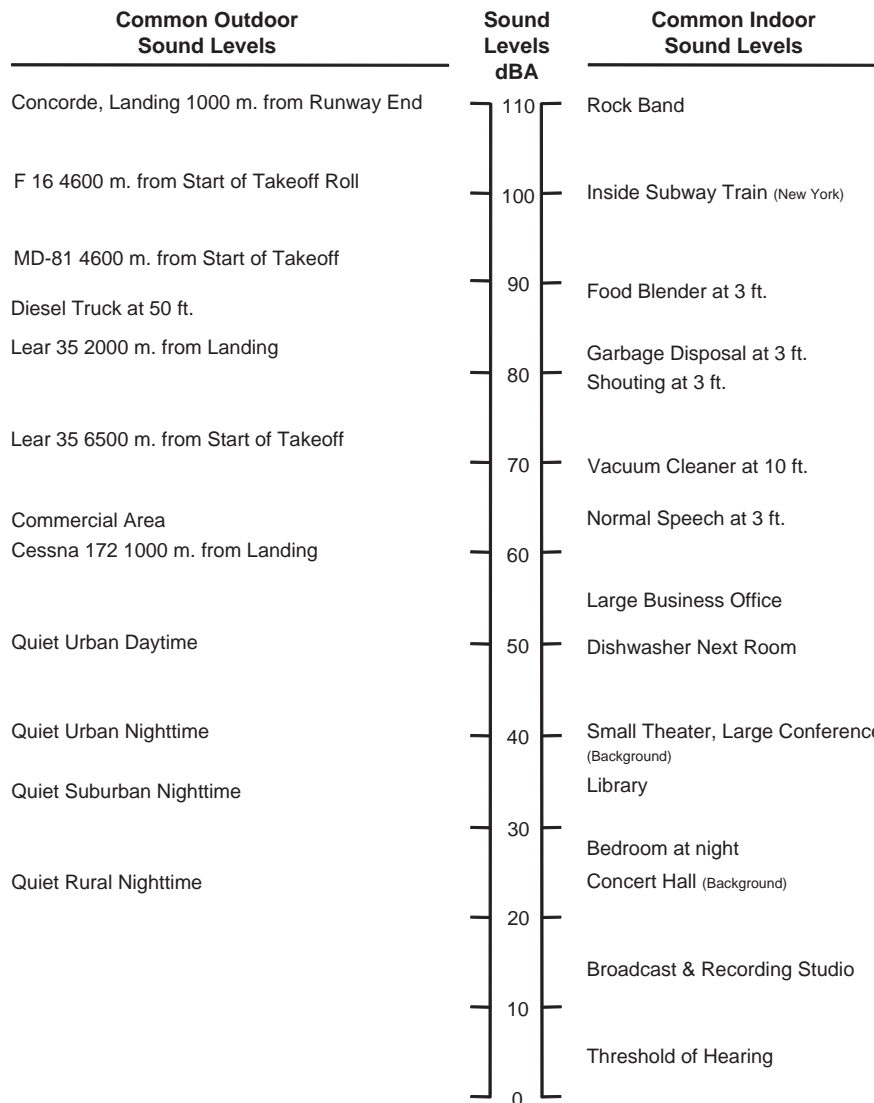 Common Outdoor
Sound Levels
Sound
Levels
dBA
Common Indoor
Sound Levels
Concorde, Landing 1000 m. from Runway End
110
Rock Band
F 16 4600 m. from Start of Takeoff Roll
100
Inside Subway Train (New York)
MD-81 4600 m. from Start of Takeoff
90
Food Blender at 3 ft.
Diesel Truck at 50 ft.
Lear 35 2000 m. from Landing
Garbage Disposal at 3 ft.
80
Shouting at 3 ft.
Lear 35 6500 m. from Start of Takeoff
70
Vacuum Cleaner at 10 ft.
Commercial Area
Normal Speech at 3 ft.
Cessna 172 1000 m. from Landing
60
Large Business Office
Quiet Urban Daytime
50
Dishwasher Next Room
Quiet Urban Nighttime
40
Small Theater, Large Conference
(Background)
Library
Quiet Suburban Nighttime
30
Bedroom at night
Quiet Rural Nighttime
Concert Hall (Background)
20
Broadcast & Recording Studio
10
Threshold of Hearing
0